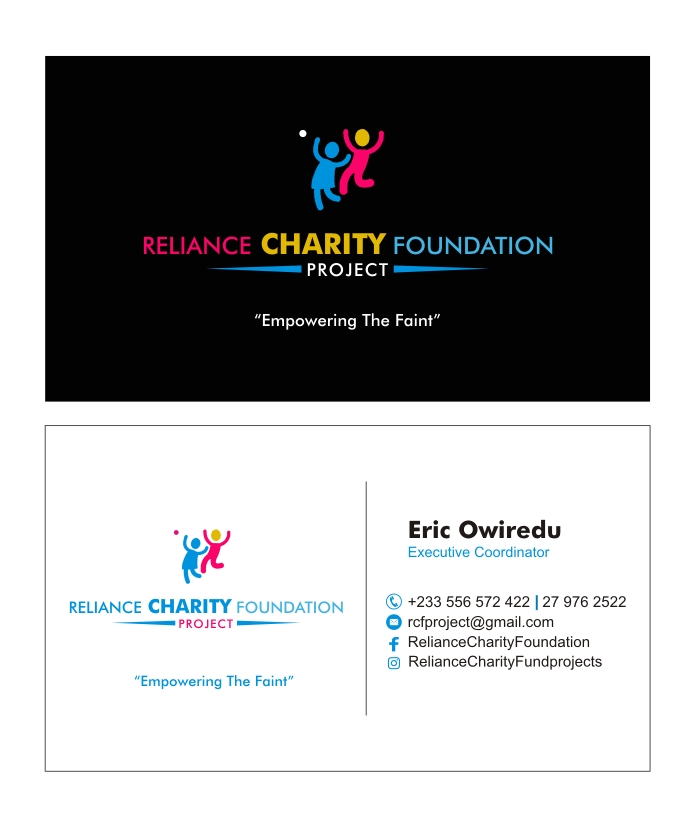 RELIANCE CHARITY FOUNDATION
PROJECT
“Empowering The Faint”
RELIANCE CHARITY FOUNDATION
PROJECT
“Empowering The Faint”
Eric Owiredu
Executive Coordinator
+233 556 572 422 | 27 976 2522
rcfproject@gmail.com
RelianceCharityFoundation
RelianceCharityFundprojects